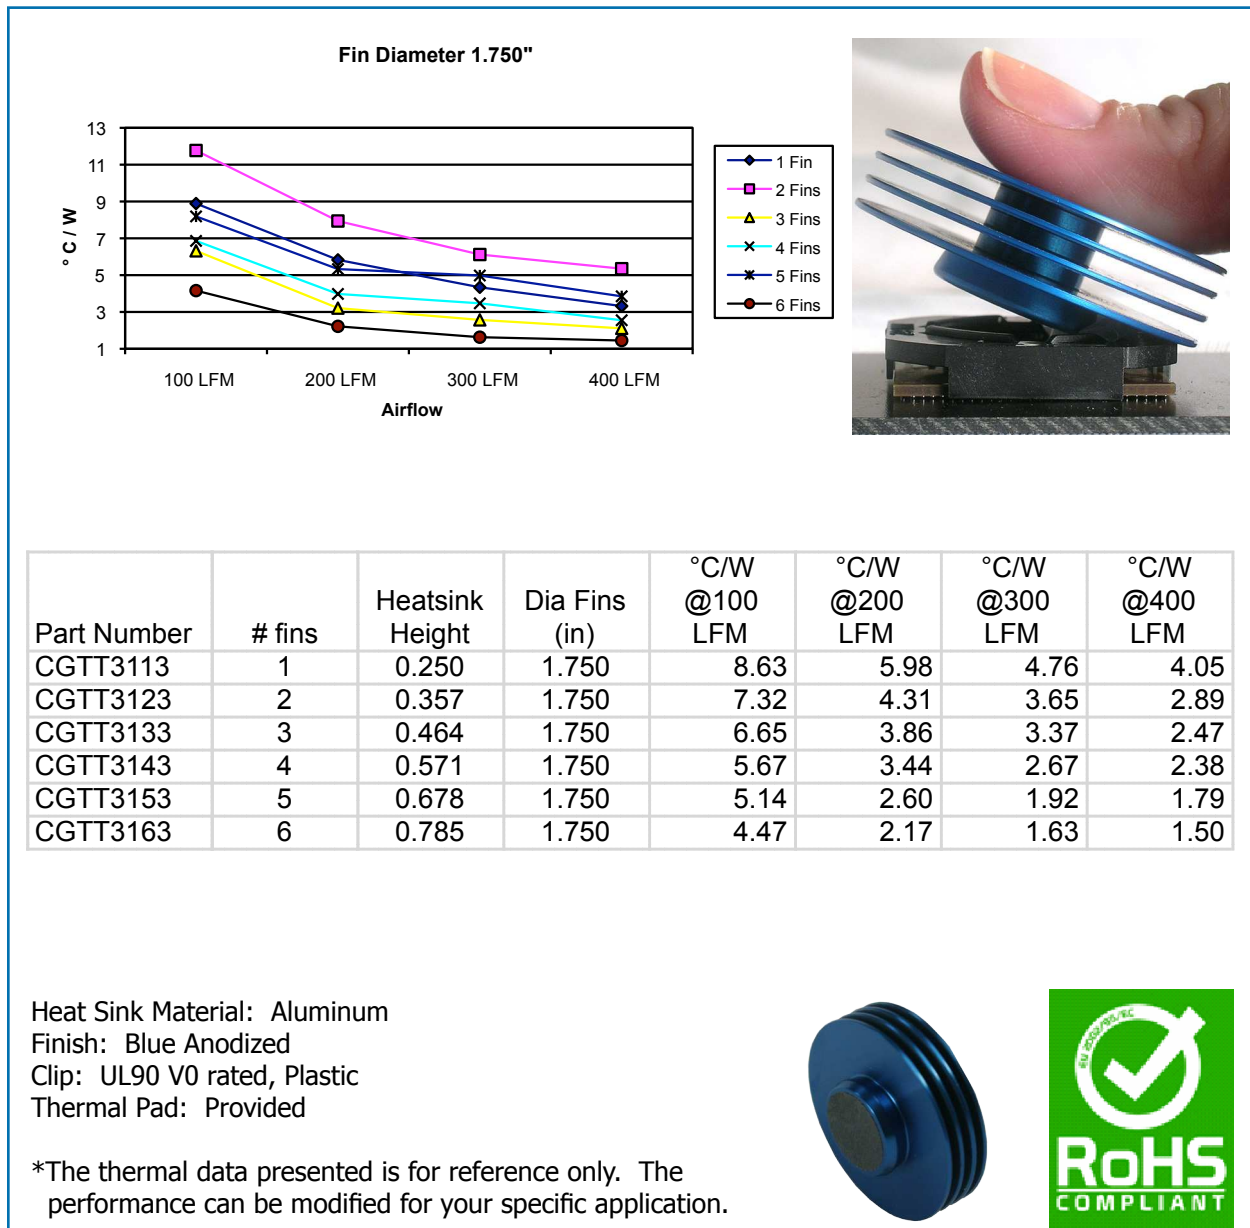 Fin Diameter 1.750"
13
11
9
7
5
3
1
° C / W
100 LFM 200 LFM 300 LFM 400 LFM
Airflow
1 Fin
2 Fins
3 Fins
4 Fins
5 Fins
6 Fins
Part Number # fins Heatsink Height Dia Fins (in) °C/W @100 LFM °C/W @200 LFM °C/W @300 LFM °C/W @400 LFM
CGTT3113 1 0.250 1.750 8.63 5.98 4.76 4.05
CGTT3123 2 0.357 1.750 7.32 4.31 3.65 2.89
CGTT3133 3 0.464 1.750 6.65 3.86 3.37 2.47
CGTT3143 4 0.571 1.750 5.67 3.44 2.67 2.38
CGTT3153 5 0.678 1.750 5.14 2.60 1.92 1.79
CGTT3163 6 0.785 1.750 4.47 2.17 1.63 1.50
Heat Sink Material: Aluminum
Finish: Blue Anodized
Clip: UL90 V0 rated, Plastic
Thermal Pad: Provided
*The thermal data presented is for reference only. The
performance can be modified for your specific application.
EU 2002/95/EC
RoHS
COMPLIANT